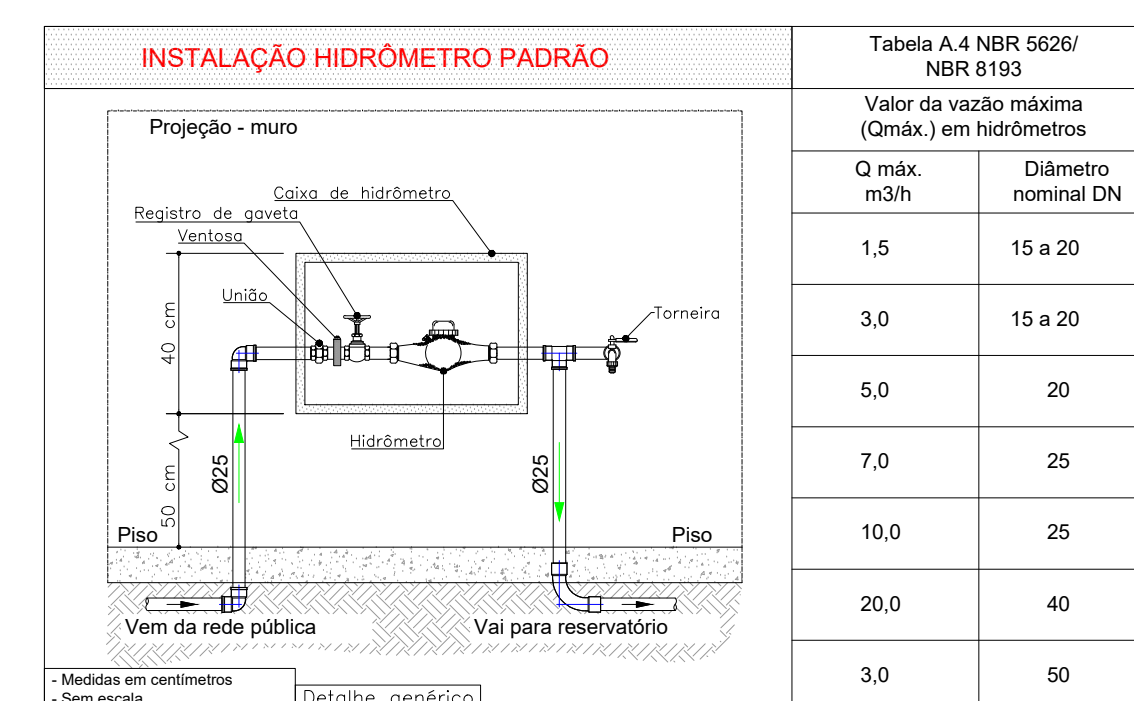 INSTALAÇÃO HIDRÔMETRO PADRÃO
Projeção - muro
Caixa de hidrômetro
Registro de gaveta
Ventosa
União
Torneira
40 cm
Hidrômetro
50 cm
Ø25
Ø25
Piso
Piso
Vem da rede pública
Vai para reservatório
- Medidas em centímetros
- Sem escala
Detalhe genérico
Tabela A.4 NBR 5626/
NBR 8193
Valor da vazão máxima
(Qmáx.) em hidrômetros
Q máx.
m3/h
Diâmetro
nominal DN
1,5 15 a 20
3,0 15 a 20
5,0 20
7,0 25
10,0 25
20,0 40
3,0 50